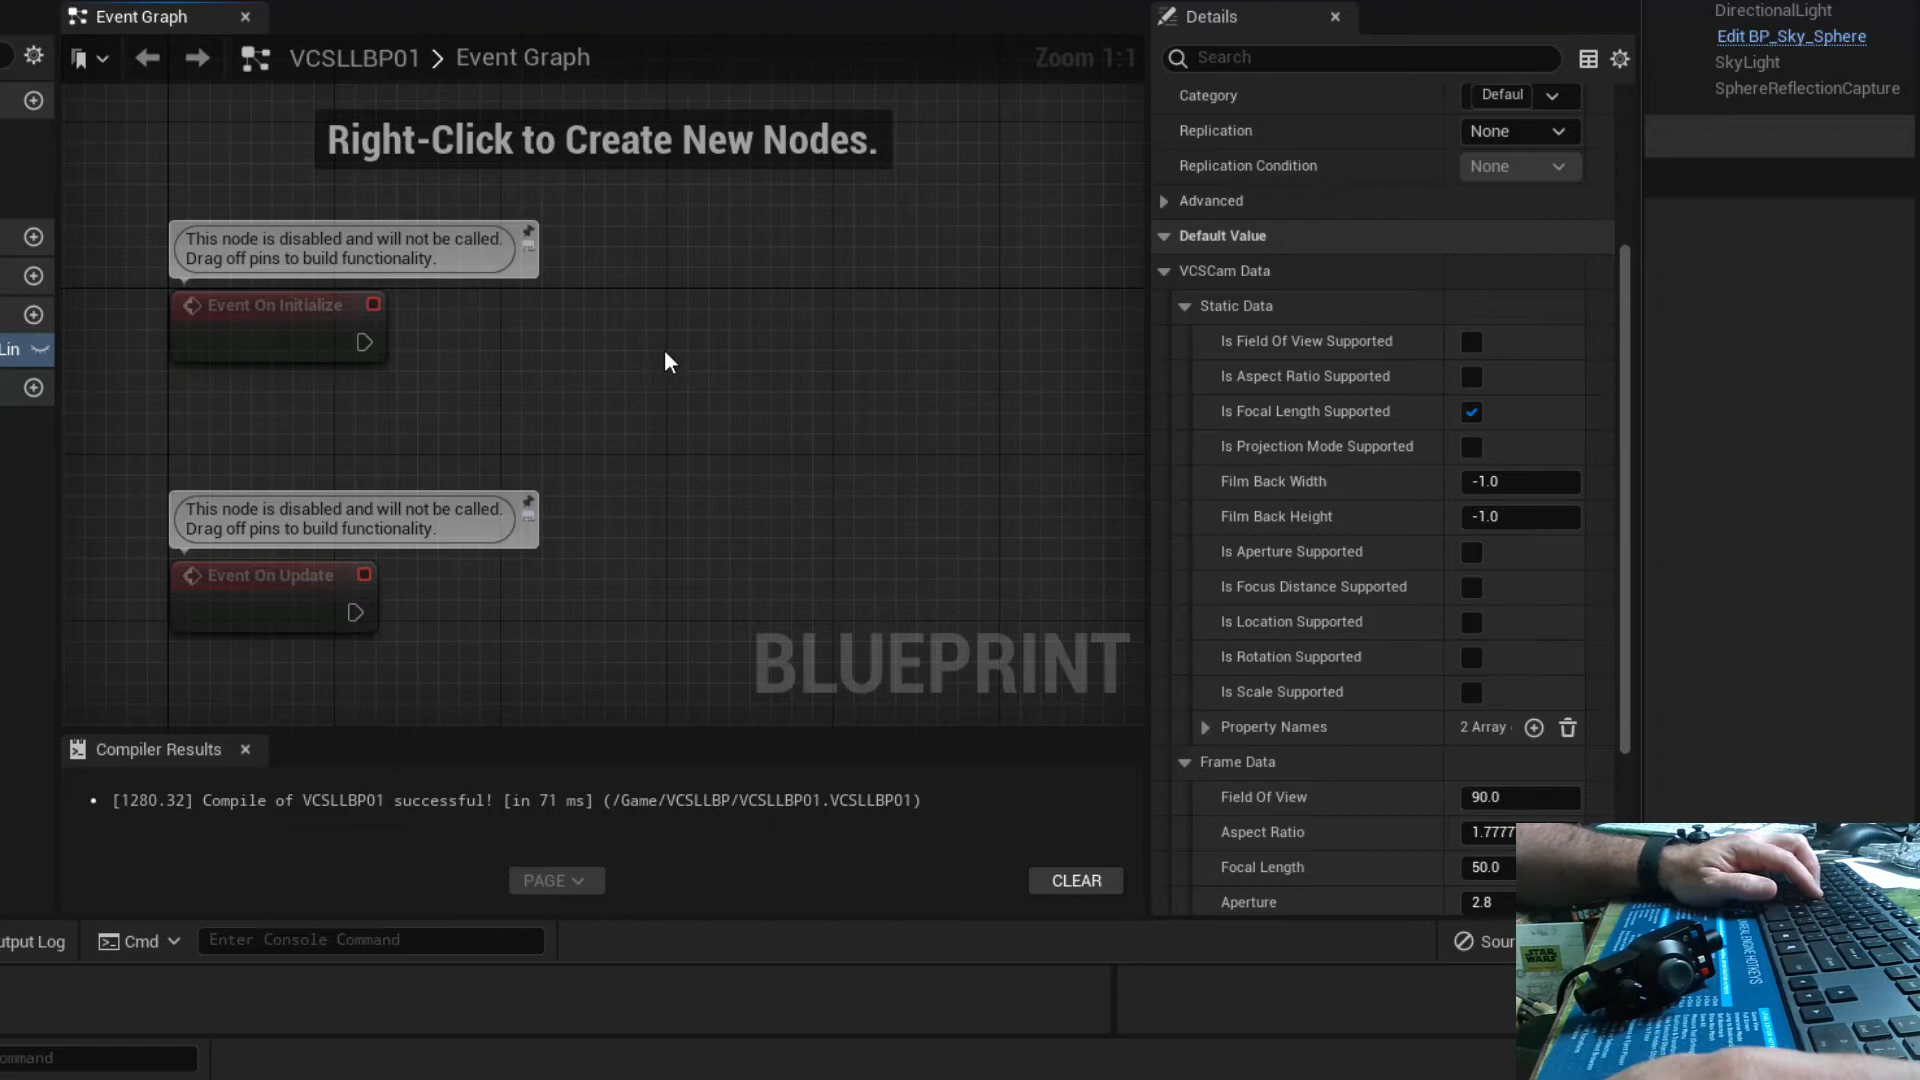 Event Graph
VCSLLBP01 > Event Graph
Zoom 1:1
Right-Click to Create New Nodes.
This node is disabled and will not be called.
Drag off pins to build functionality.
Event On Initialize
Lin
This node is disabled and will not be called.
Drag off pins to build functionality.
Event On Update
BLUEPRINT
Compiler Results
[1280.32] Compile of VCSLLBP01 successful! [in 71 ms] (/Game/VCSLLBP/VCSLLBP01.VCSLLBP01)
PAGE
CLEAR
utput Log
Cmd
Enter Console Command
Sour
ommand
Details
Search
Category Defaul
Replication None
Replication Condition None
Advanced
Default Value
VCSCam Data
Static Data
Is Field Of View Supported
Is Aspect Ratio Supported
Is Focal Length Supported
Is Projection Mode Supported
Film Back Width -1.0
Film Back Height -1.0
Is Aperture Supported
Is Focus Distance Supported
Is Location Supported
Is Rotation Supported
Is Scale Supported
Property Names 2 Array
Frame Data
Field Of View 90.0
Aspect Ratio 1.7777
Focal Length 50.0
Aperture 2.8
DirectionalLight
Edit BP_Sky_Sphere
SkyLight
SphereReflectionCapture
STAR
WARS
UNREAL ENGINE HOTKEYS